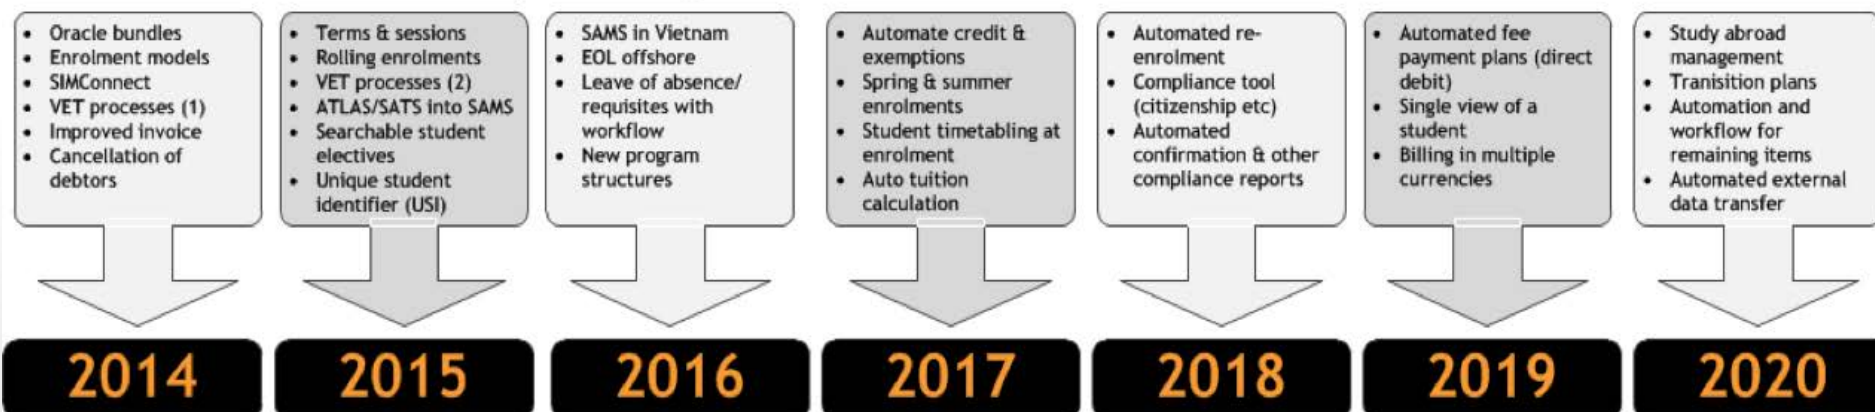 • Oracle bundles
• Enrolment models
• SIMConnect
• VET processes (1)
• Improved invoice
• Cancellation of
debtors
• Terms & sessions
• Rolling enrolments
• VET processes (2)
• ATLAS/SATS into SAMS
• Searchable student
electives
• Unique student
identifier (USI)
• SAMS in Vietnam
• EOL offshore
• Leave of absence/
requisites with
workflow
• New program
structures
• Automate credit &
exemptions
• Spring & summer
enrolments
• Student timetabling at
enrolment
• Auto tuition
calculation
• Automated re-
enrolment
• Compliance tool
(citizenship etc)
• Automated
confirmation & other
compliance reports
• Automated fee
payment plans (direct
debit)
• Single view of a
student
• Billing in multiple
currencies
• Study abroad
management
• Tranisition plans
• Automation and
workflow for
remaining items
• Automated external
data transfer
2014
2015
2016
2017
2018
2019
2020